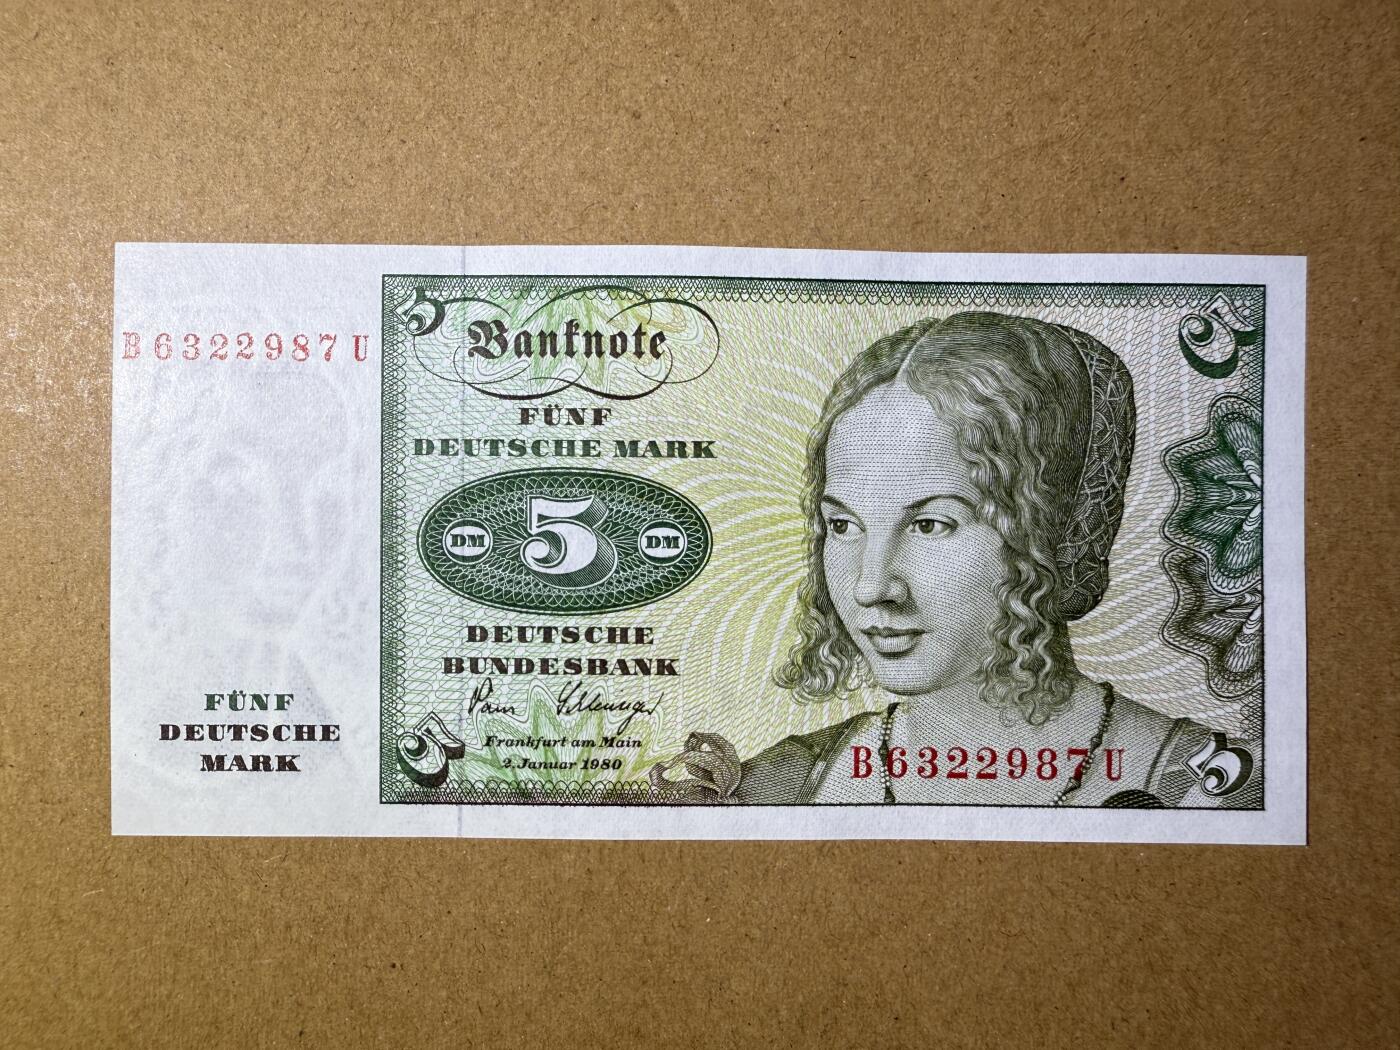 B6322987U
5
Banknote
5
FÜNF
DEUTSCHE MARK
DM 5 DM
DEUTSCHE
BUNDESBANK
Frankfurt am Main
2. Januar 1980
5
B6322987U
5
FÜNF
DEUTSCHE
MARK